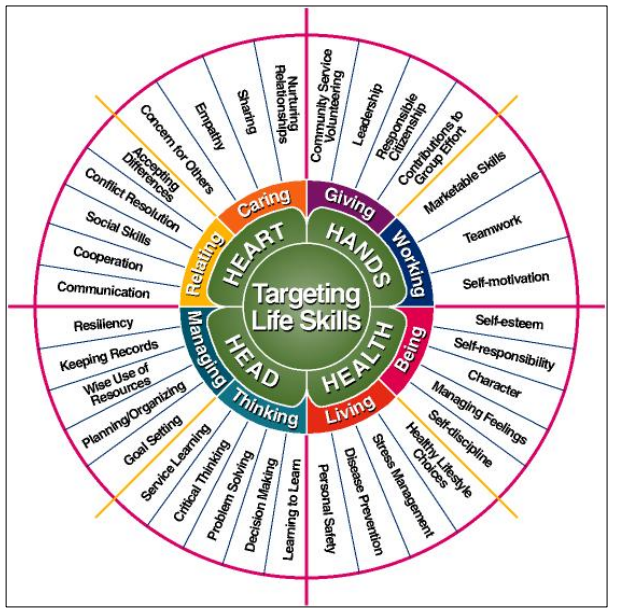 Targeting
Life Skills
HEART
HANDS
HEALTH
HEAD
Caring
Giving
Working
Being
Living
Thinking
Managing
Relating
Nurturing
Relationships
Sharing
Empathy
Concern for Others
Accepting
Differences
Conflict Resolution
Social Skills
Cooperation
Communication
Community Service
Volunteering
Leadership
Responsible
Citizenship
Contributions to
Group Effort
Marketable Skills
Teamwork
Self-motivation
Self-esteem
Self-responsibility
Character
Managing Feelings
Self-discipline
Healthy Lifestyle
Choices
Stress Management
Disease Prevention
Personal Safety
Learning to Learn
Decision Making
Problem Solving
Critical Thinking
Service Learning
Goal Setting
Planning/Organizing
Wise Use of
Resources
Keeping Records
Resiliency